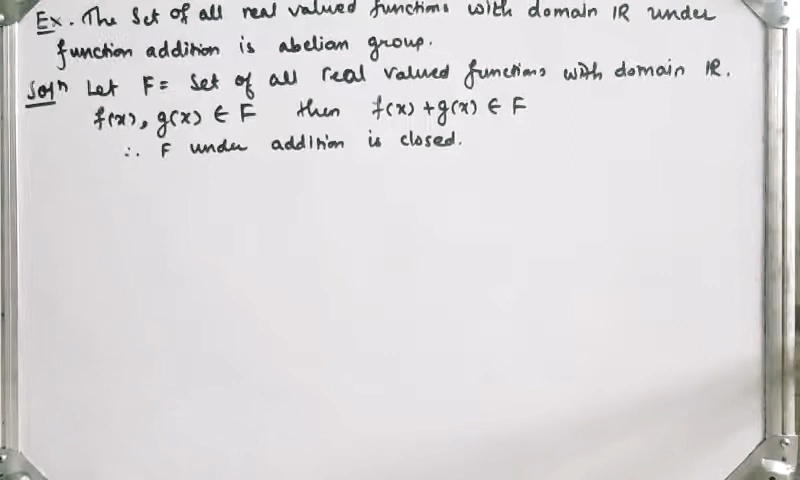 Ex. The Set of all real valued functions with domain IR under
function addition is abelian group.
Solⁿ Let F = Set of all real valued functions with domain IR.
f(x), g(x) ∈ F then f(x) + g(x) ∈ F
∴ F under addition is closed.